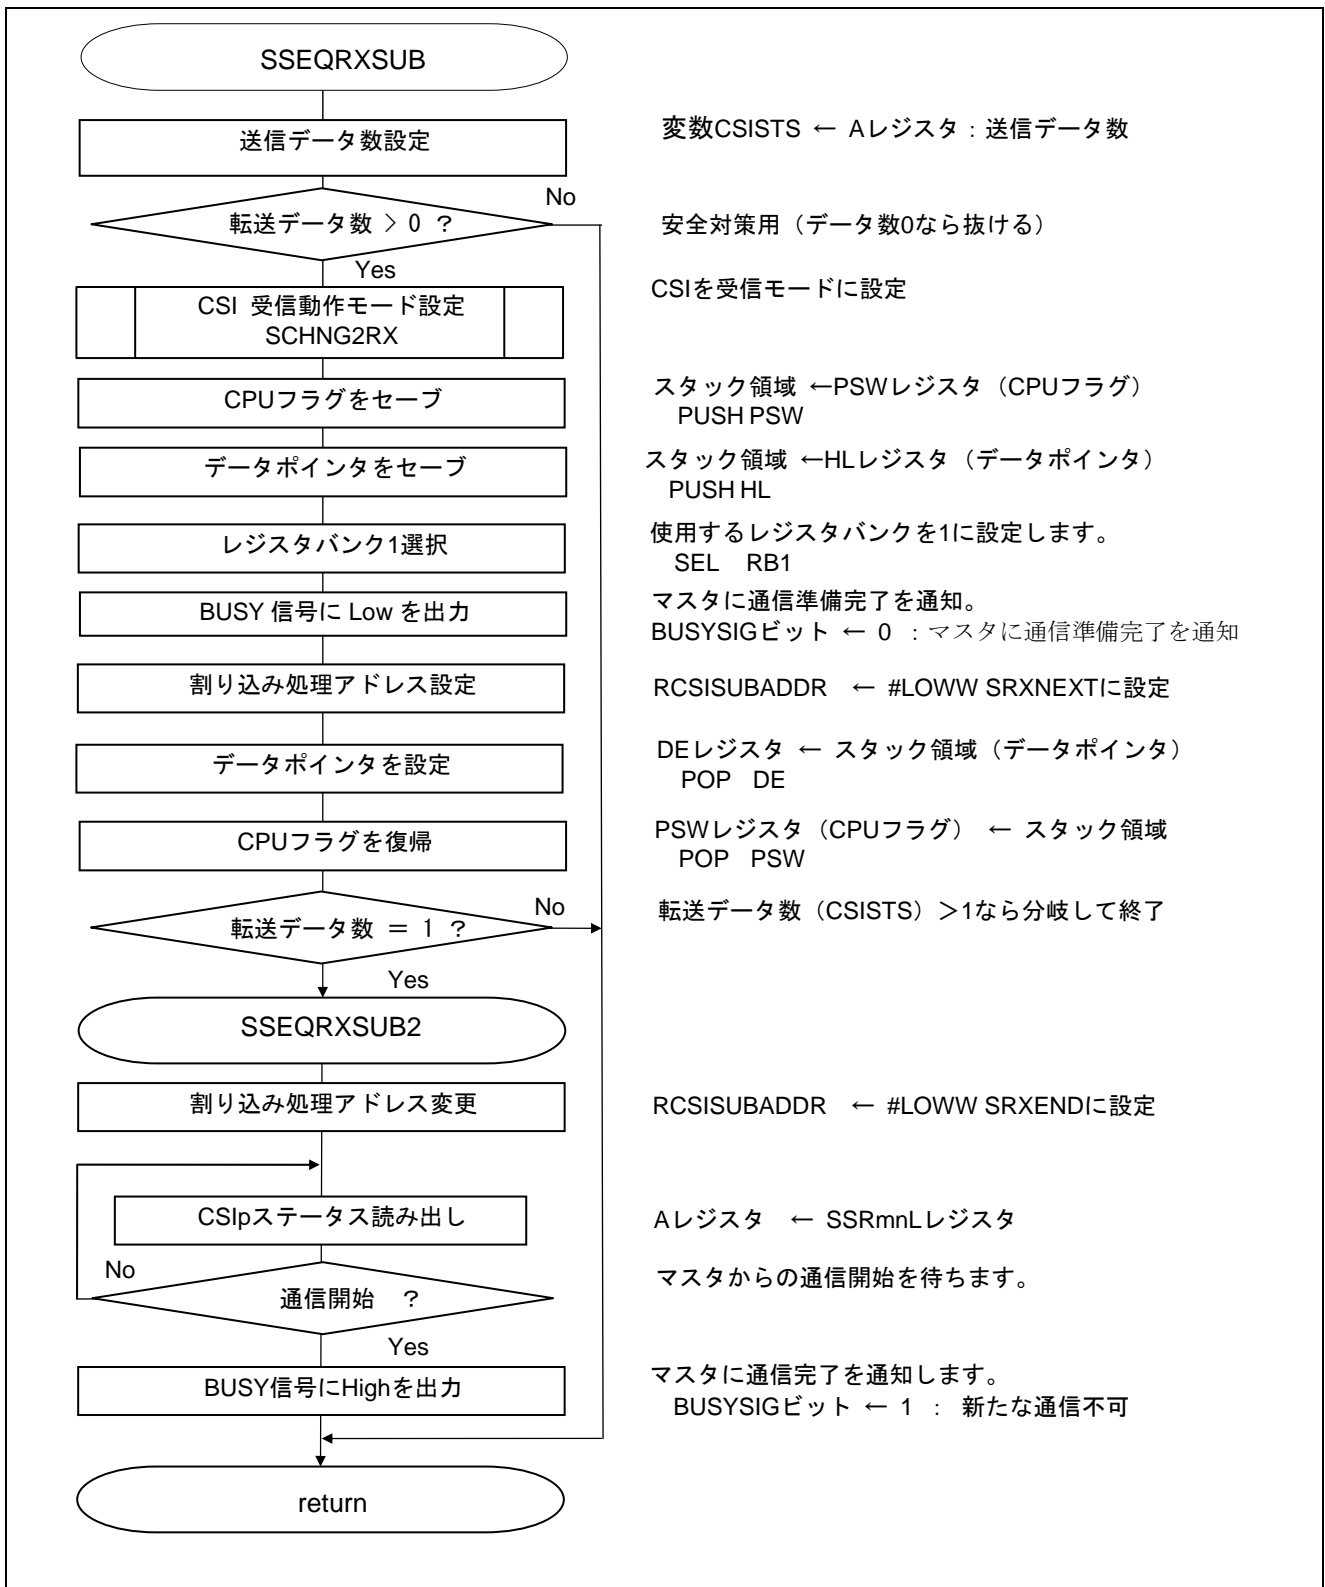 SSEQRXSUB
送信データ数設定
変数CSISTS ← Aレジスタ：送信データ数
No
転送データ数 > 0 ？
安全対策用（データ数0なら抜ける）
Yes
CSI 受信動作モード設定
SCHNG2RX
CSIを受信モードに設定
CPUフラグをセーブ
スタック領域 ←PSWレジスタ（CPUフラグ）
PUSH PSW
データポインタをセーブ
スタック領域 ←HLレジスタ（データポインタ）
PUSH HL
レジスタバンク1選択
使用するレジスタバンクを1に設定します。
SEL RB1
BUSY 信号に Low を出力
マスタに通信準備完了を通知。
BUSYSIGビット ← 0 ：マスタに通信準備完了を通知
割り込み処理アドレス設定
RCSISUBADDR ← #LOWW SRXNEXTに設定
データポインタを設定
DEレジスタ ← スタック領域（データポインタ）
POP DE
CPUフラグを復帰
PSWレジスタ（CPUフラグ） ← スタック領域
POP PSW
No
転送データ数 ＝ 1 ？
転送データ数（CSISTS）＞1なら分岐して終了
Yes
SSEQRXSUB2
割り込み処理アドレス変更
RCSISUBADDR ← #LOWW SRXENDに設定
CSIpステータス読み出し
Aレジスタ ← SSRmnLレジスタ
No
通信開始 ？
マスタからの通信開始を待ちます。
Yes
BUSY信号にHighを出力
マスタに通信完了を通知します。
BUSYSIGビット ← 1 ： 新たな通信不可
return